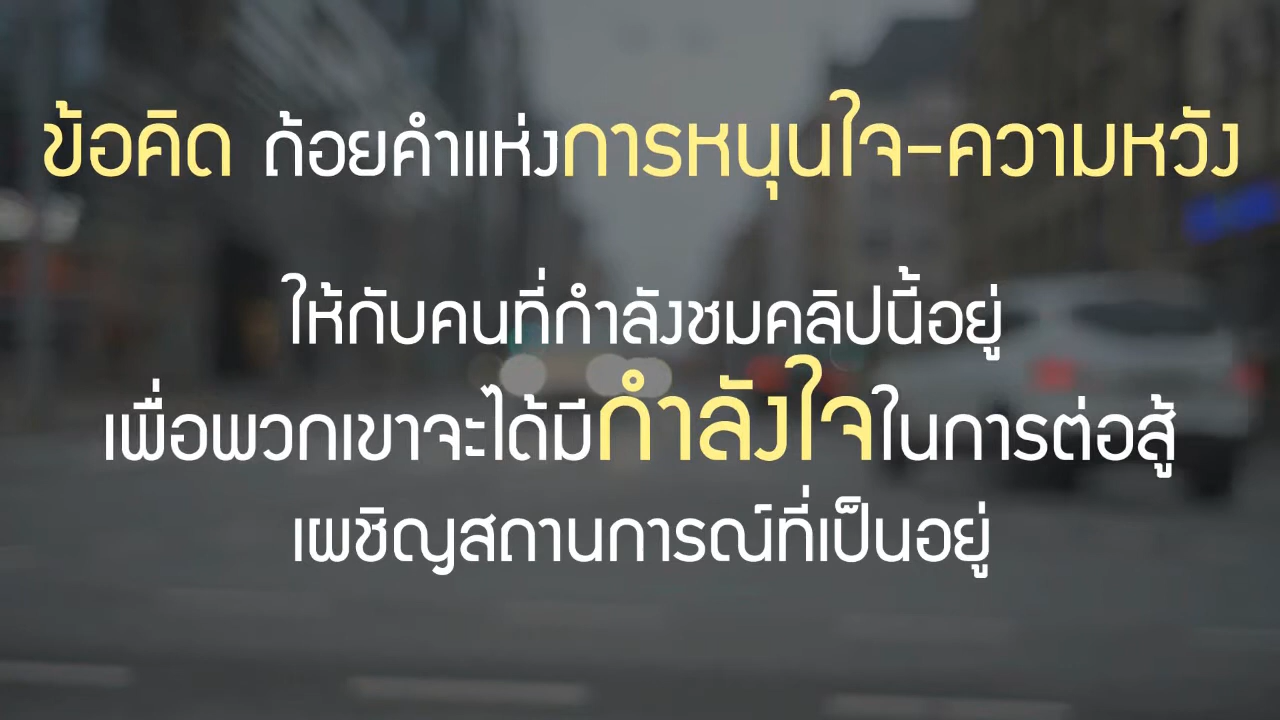 ข้อคิด ถ้อยคำแห่งการหนุนใจ-ความหวัง
ให้กับคนที่กำลังชมคลิปนี้อยู่
เพื่อพวกเขาจะได้มีกำลังใจในการต่อสู้
เผชิญสถานการณ์ที่เป็นอยู่